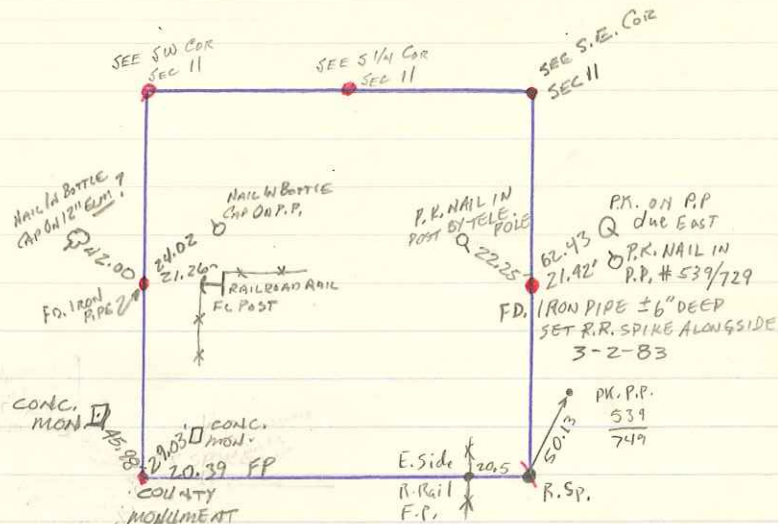 SEE SW COR
SEC 11
SEE S 1/4 COR
SEC 11
SEE S.E. COR
SEC 11
NAIL IN BOTTLE
CAP ON 12" ELM ?
42.00
NAIL IN BOTTLE
CAP ON P.P.
24.02
21.26
RAILROAD RAIL
FC POST
FD. IRON
PIPE
P.K. NAIL IN
POST BY TELE.
POLE
22.25
P.K. ON P.P
due East
62.43
P.K. NAIL IN
P.P. # 539/729
21.42'
FD. IRON PIPE ±6" DEEP
SET R.R. SPIKE ALONGSIDE
3-2-83
CONC.
MON.
45.98
29.03'
CONC.
MON.
20.39 FP
COUNTY
MONUMENT
E. Side
R. Rail
F.P.
20.5
R.Sp.
50.13
PK. P.P.
539
749